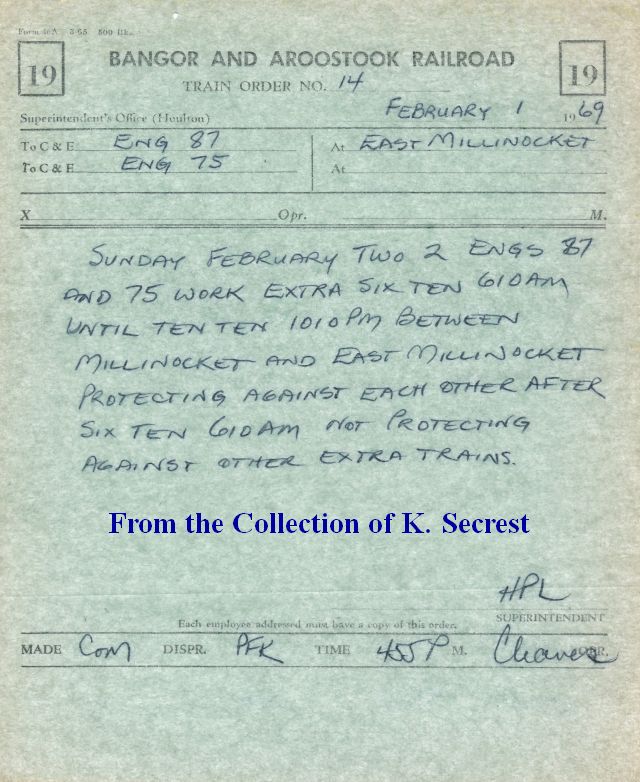 Form 46A 3-65 500 Bk.
19 BANGOR AND AROOSTOOK RAILROAD 19
TRAIN ORDER NO. 14
Superintendent's Office (Houlton) FEBRUARY 1 1969
To C & E ENG 87 At EAST MILLINOCKET
To C & E ENG 75 At
X Opr. M.
SUNDAY FEBRUARY TWO 2 ENGS 87
AND 75 WORK EXTRA SIX TEN 610AM
UNTIL TEN TEN 1010PM BETWEEN
MILLINOCKET AND EAST MILLINOCKET
PROTECTING AGAINST EACH OTHER AFTER
SIX TEN 610AM NOT PROTECTING
AGAINST OTHER EXTRA TRAINS.
From the Collection of K. Secrest
HPL
Each employee addressed must have a copy of this order. SUPERINTENDENT
MADE COM DISPR. PFK TIME 455P M. OPR.